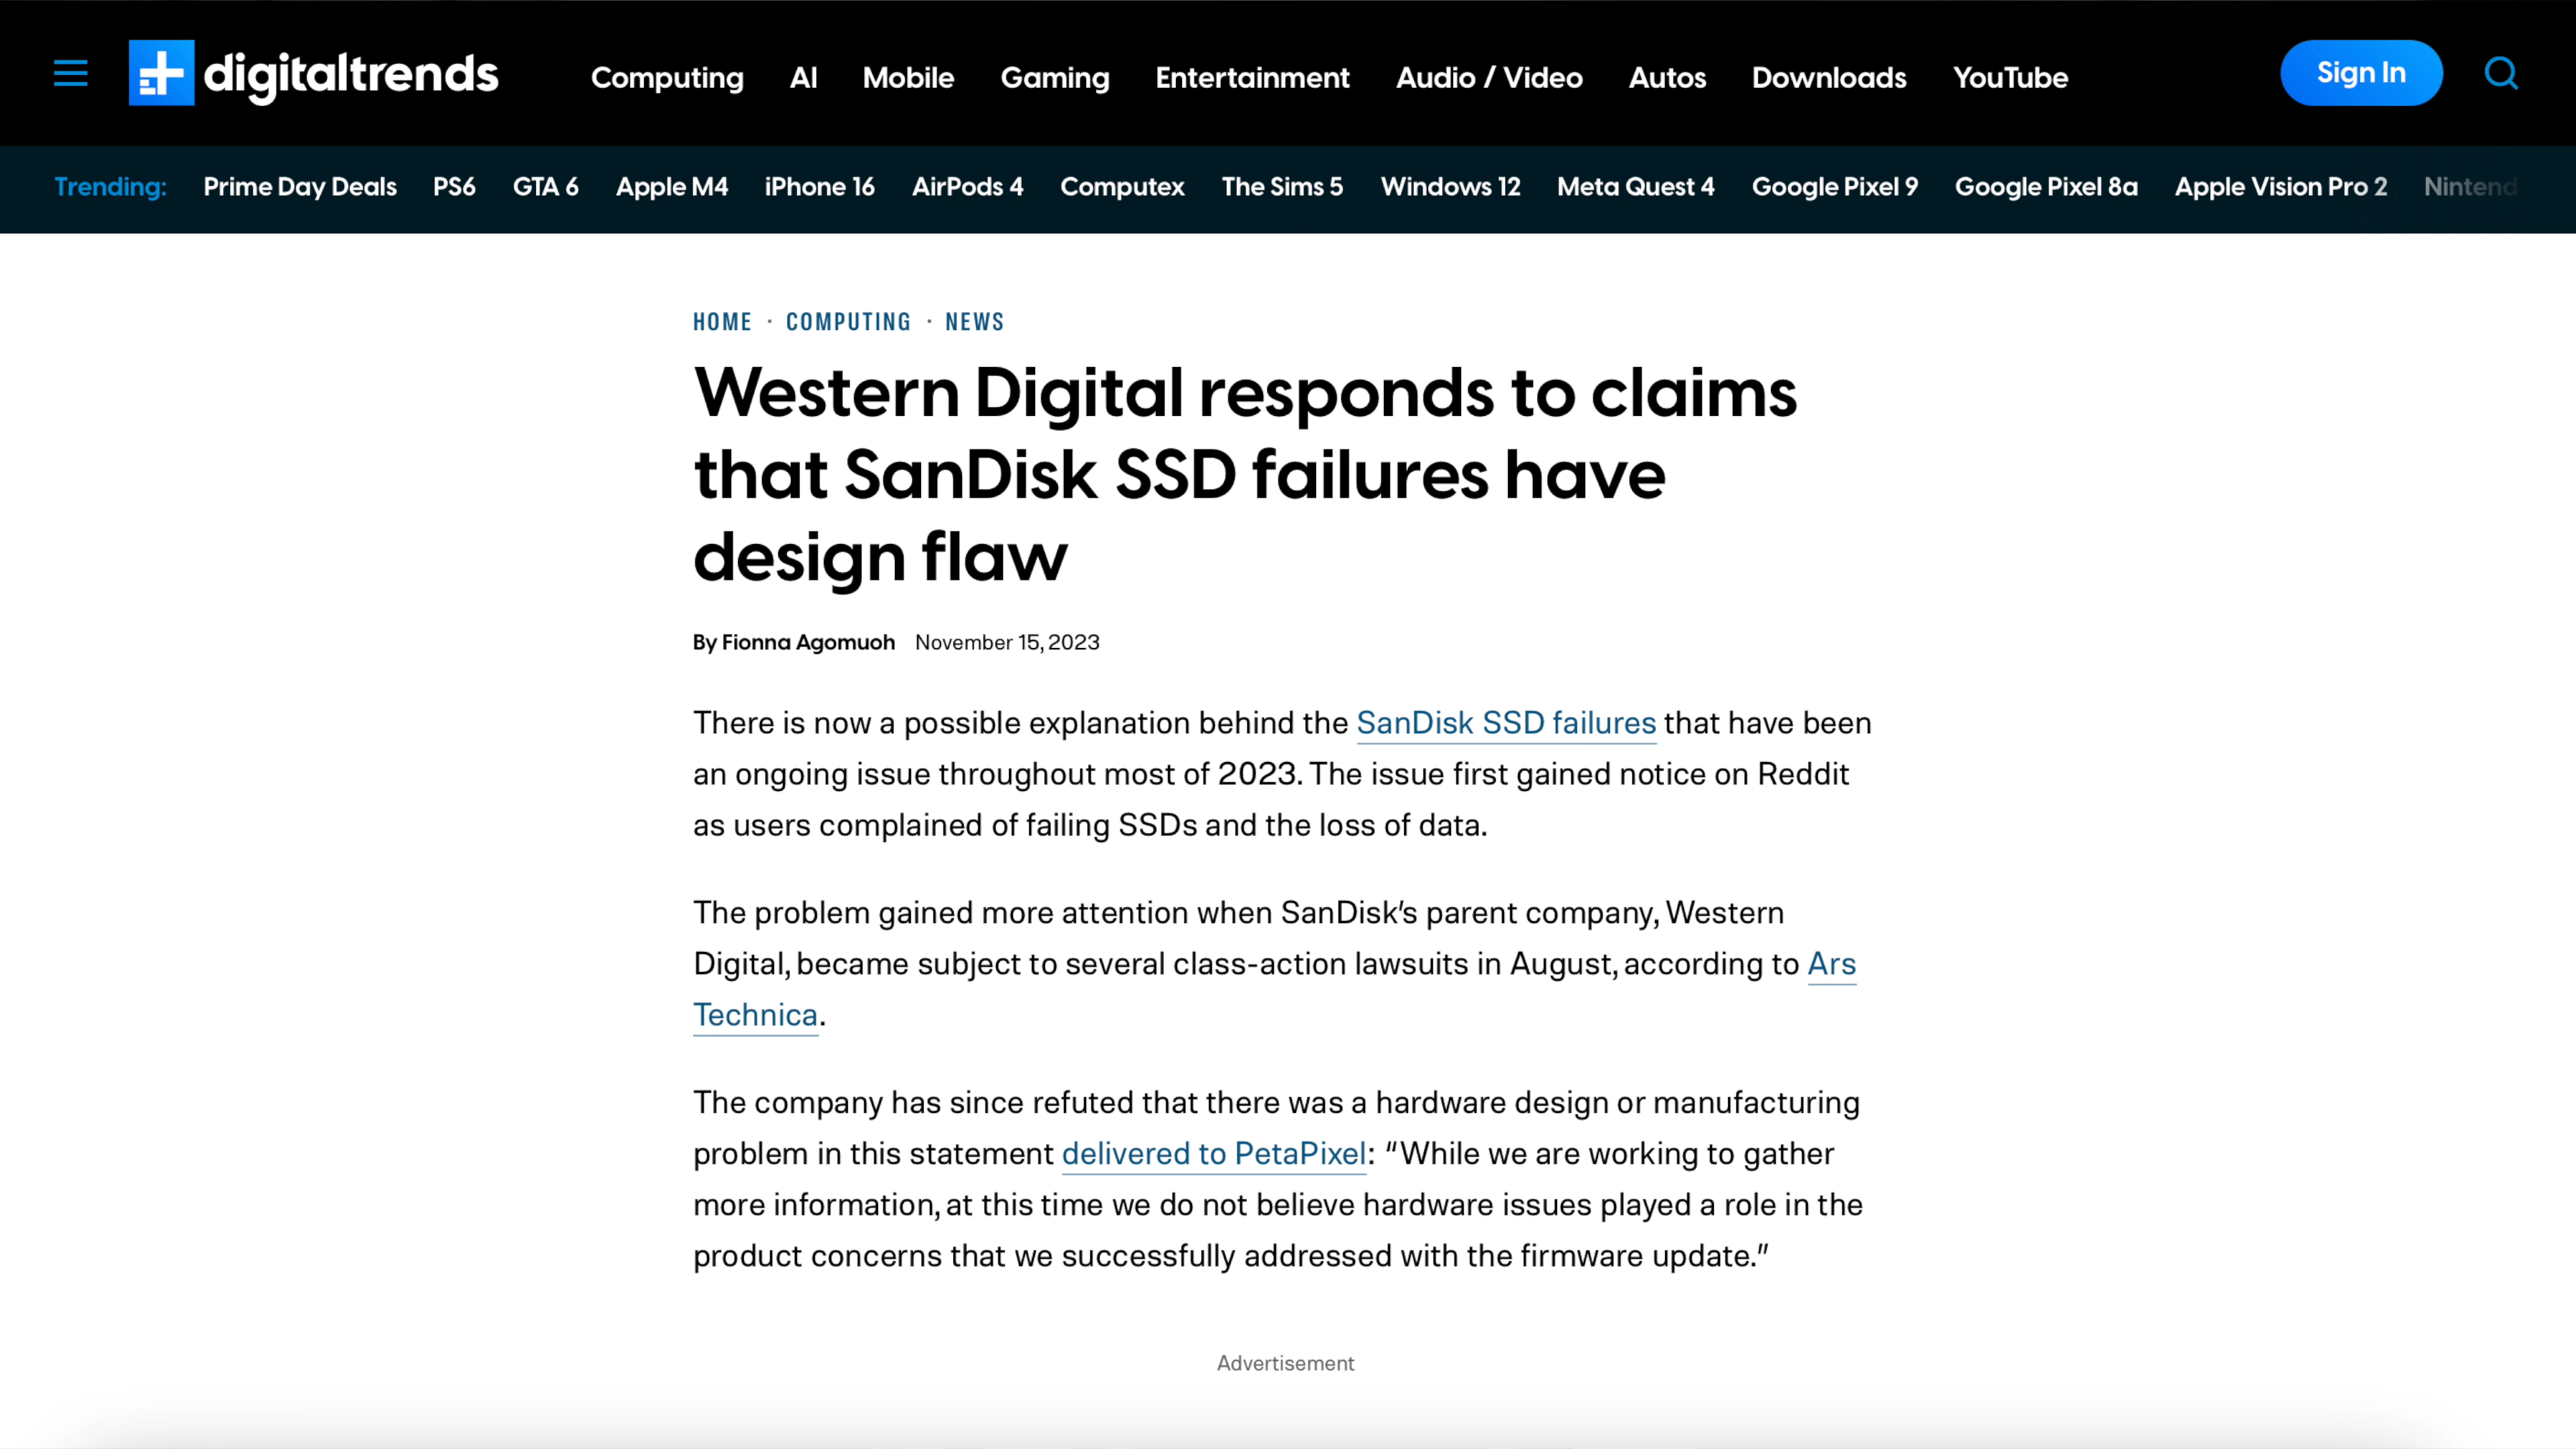 digitaltrends
Computing AI Mobile Gaming Entertainment Audio / Video Autos Downloads YouTube
Sign In
Trending: Prime Day Deals PS6 GTA 6 Apple M4 iPhone 16 AirPods 4 Computex The Sims 5 Windows 12 Meta Quest 4 Google Pixel 9 Google Pixel 8a Apple Vision Pro 2 Nintend
HOME · COMPUTING · NEWS
Western Digital responds to claims
that SanDisk SSD failures have
design flaw
By Fionna Agomuoh November 15, 2023
There is now a possible explanation behind the SanDisk SSD failures that have been
an ongoing issue throughout most of 2023. The issue first gained notice on Reddit
as users complained of failing SSDs and the loss of data.
The problem gained more attention when SanDisk’s parent company, Western
Digital, became subject to several class-action lawsuits in August, according to Ars
Technica.
The company has since refuted that there was a hardware design or manufacturing
problem in this statement delivered to PetaPixel: “While we are working to gather
more information, at this time we do not believe hardware issues played a role in the
product concerns that we successfully addressed with the firmware update.”
Advertisement